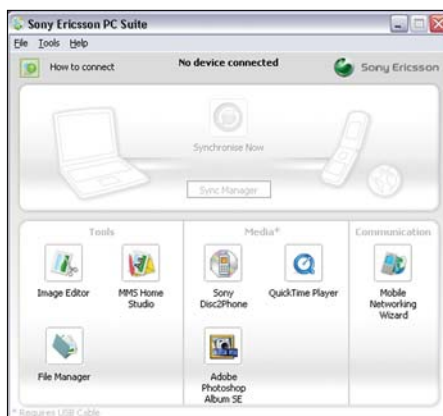 Sony Ericsson PC Suite
File Tools Help
How to connect
No device connected
Sony Ericsson
Synchronise Now
Sync Manager
Tools
Media*
Communication
Image Editor
MMS Home
Studio
Sony
Disc2Phone
QuickTime Player
Mobile
Networking
Wizard
File Manager
Adobe
Photoshop
Album SE
* Requires USB Cable